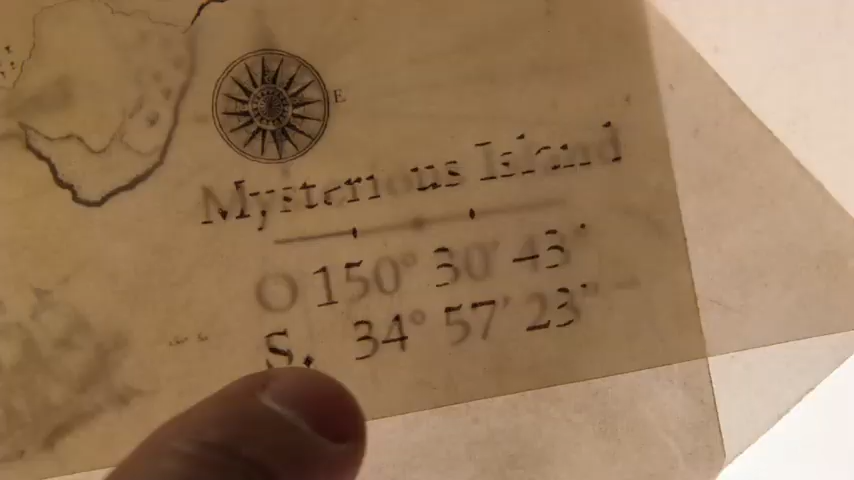 E
Mysterious Island
O 150° 30' 43"
S. 34° 57' 23"